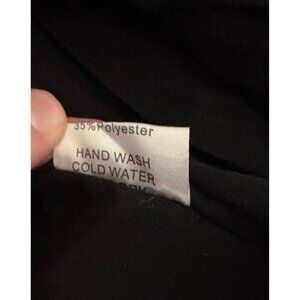 35%Polyester
HAND WASH
COLD WATER